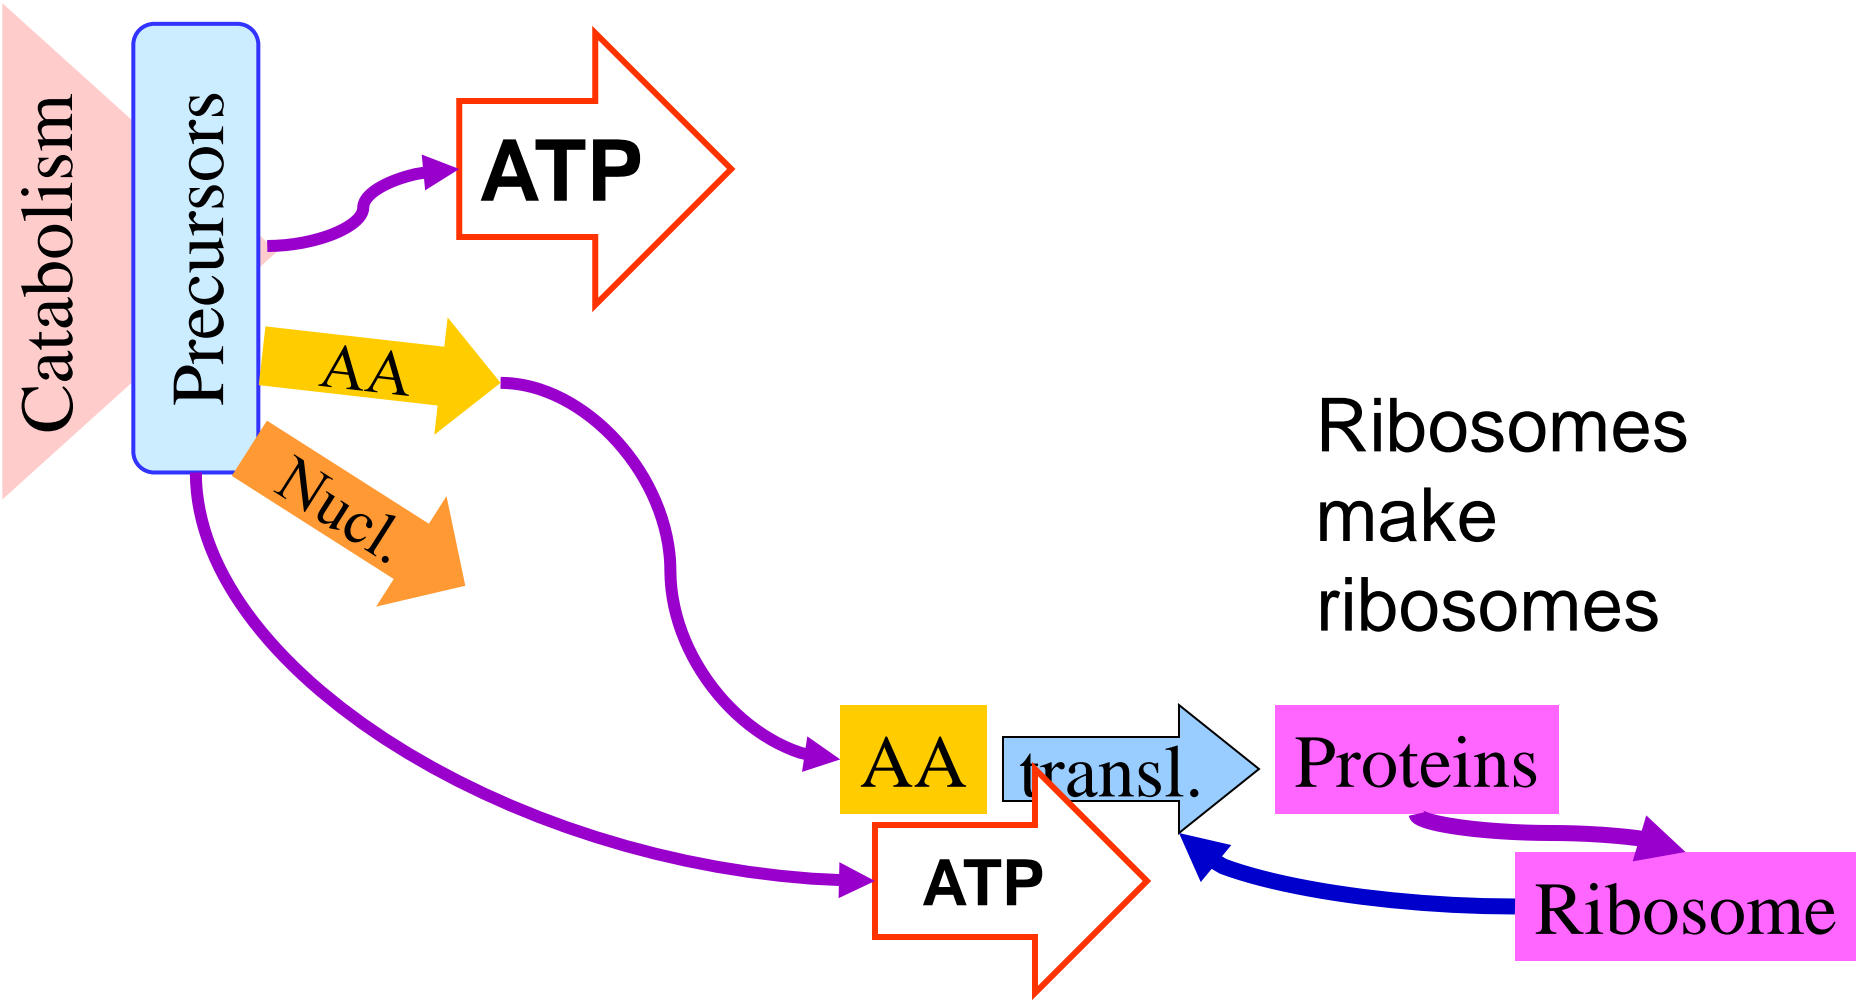 Catabolism
Precursors
ATP
AA
Nucl.
Ribosomes
make
ribosomes
AA
transl.
Proteins
ATP
Ribosome